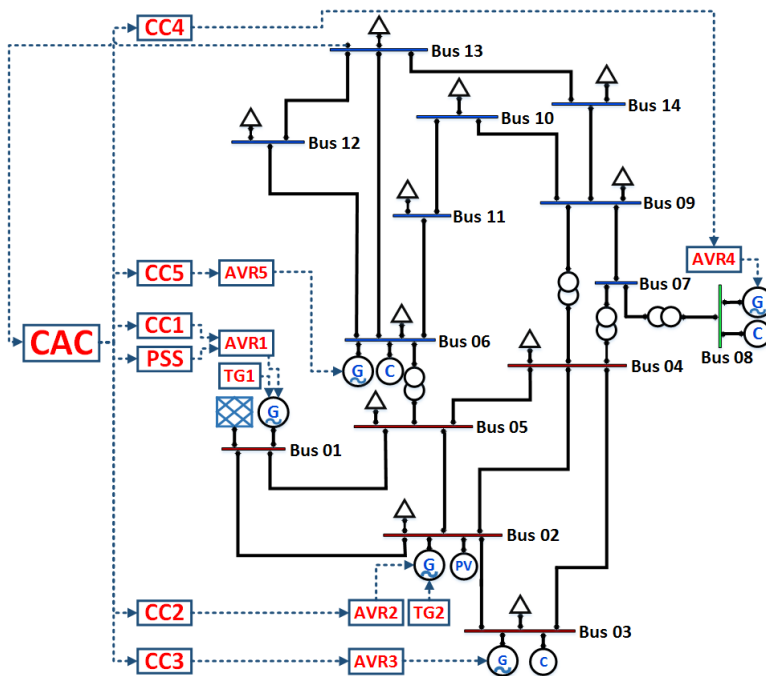 CC4
Bus 13
Bus 14
Bus 10
Bus 12
Bus 09
Bus 11
AVR4
CC5
AVR5
Bus 07
G
CC1
C
CAC
AVR1
Bus 06
PSS
Bus 08
Bus 04
TG1
G
C
G
Bus 05
Bus 01
Bus 02
G
PV
CC2
AVR2
TG2
Bus 03
CC3
AVR3
G
C